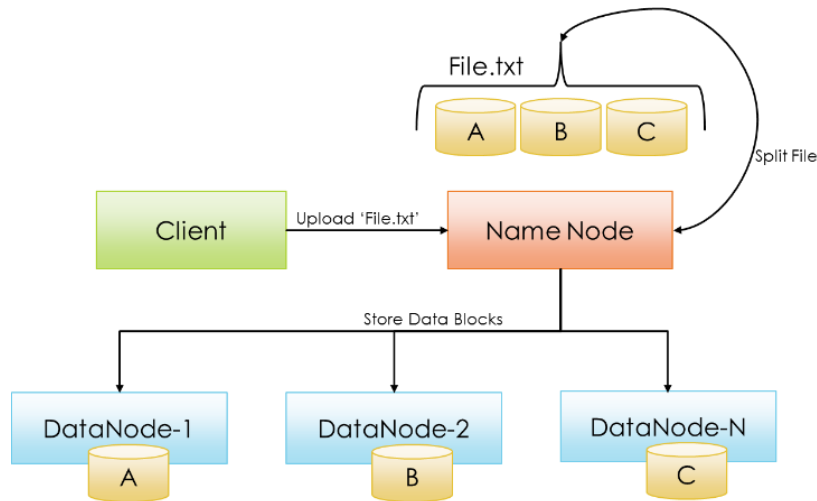 File.txt
A
B
C
Split File
Client
Upload ‘File.txt’
Name Node
Store Data Blocks
DataNode-1
DataNode-2
DataNode-N
A
B
C